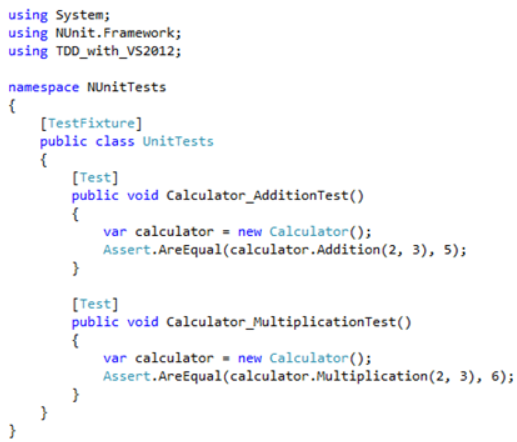 using System;
using NUnit.Framework;
using TDD_with_VS2012;
namespace NUnitTests
{
    [TestFixture]
    public class UnitTests
    {
        [Test]
        public void Calculator_AdditionTest()
        {
            var calculator = new Calculator();
            Assert.AreEqual(calculator.Addition(2, 3), 5);
        }
        [Test]
        public void Calculator_MultiplicationTest()
        {
            var calculator = new Calculator();
            Assert.AreEqual(calculator.Multiplication(2, 3), 6);
        }
    }
}